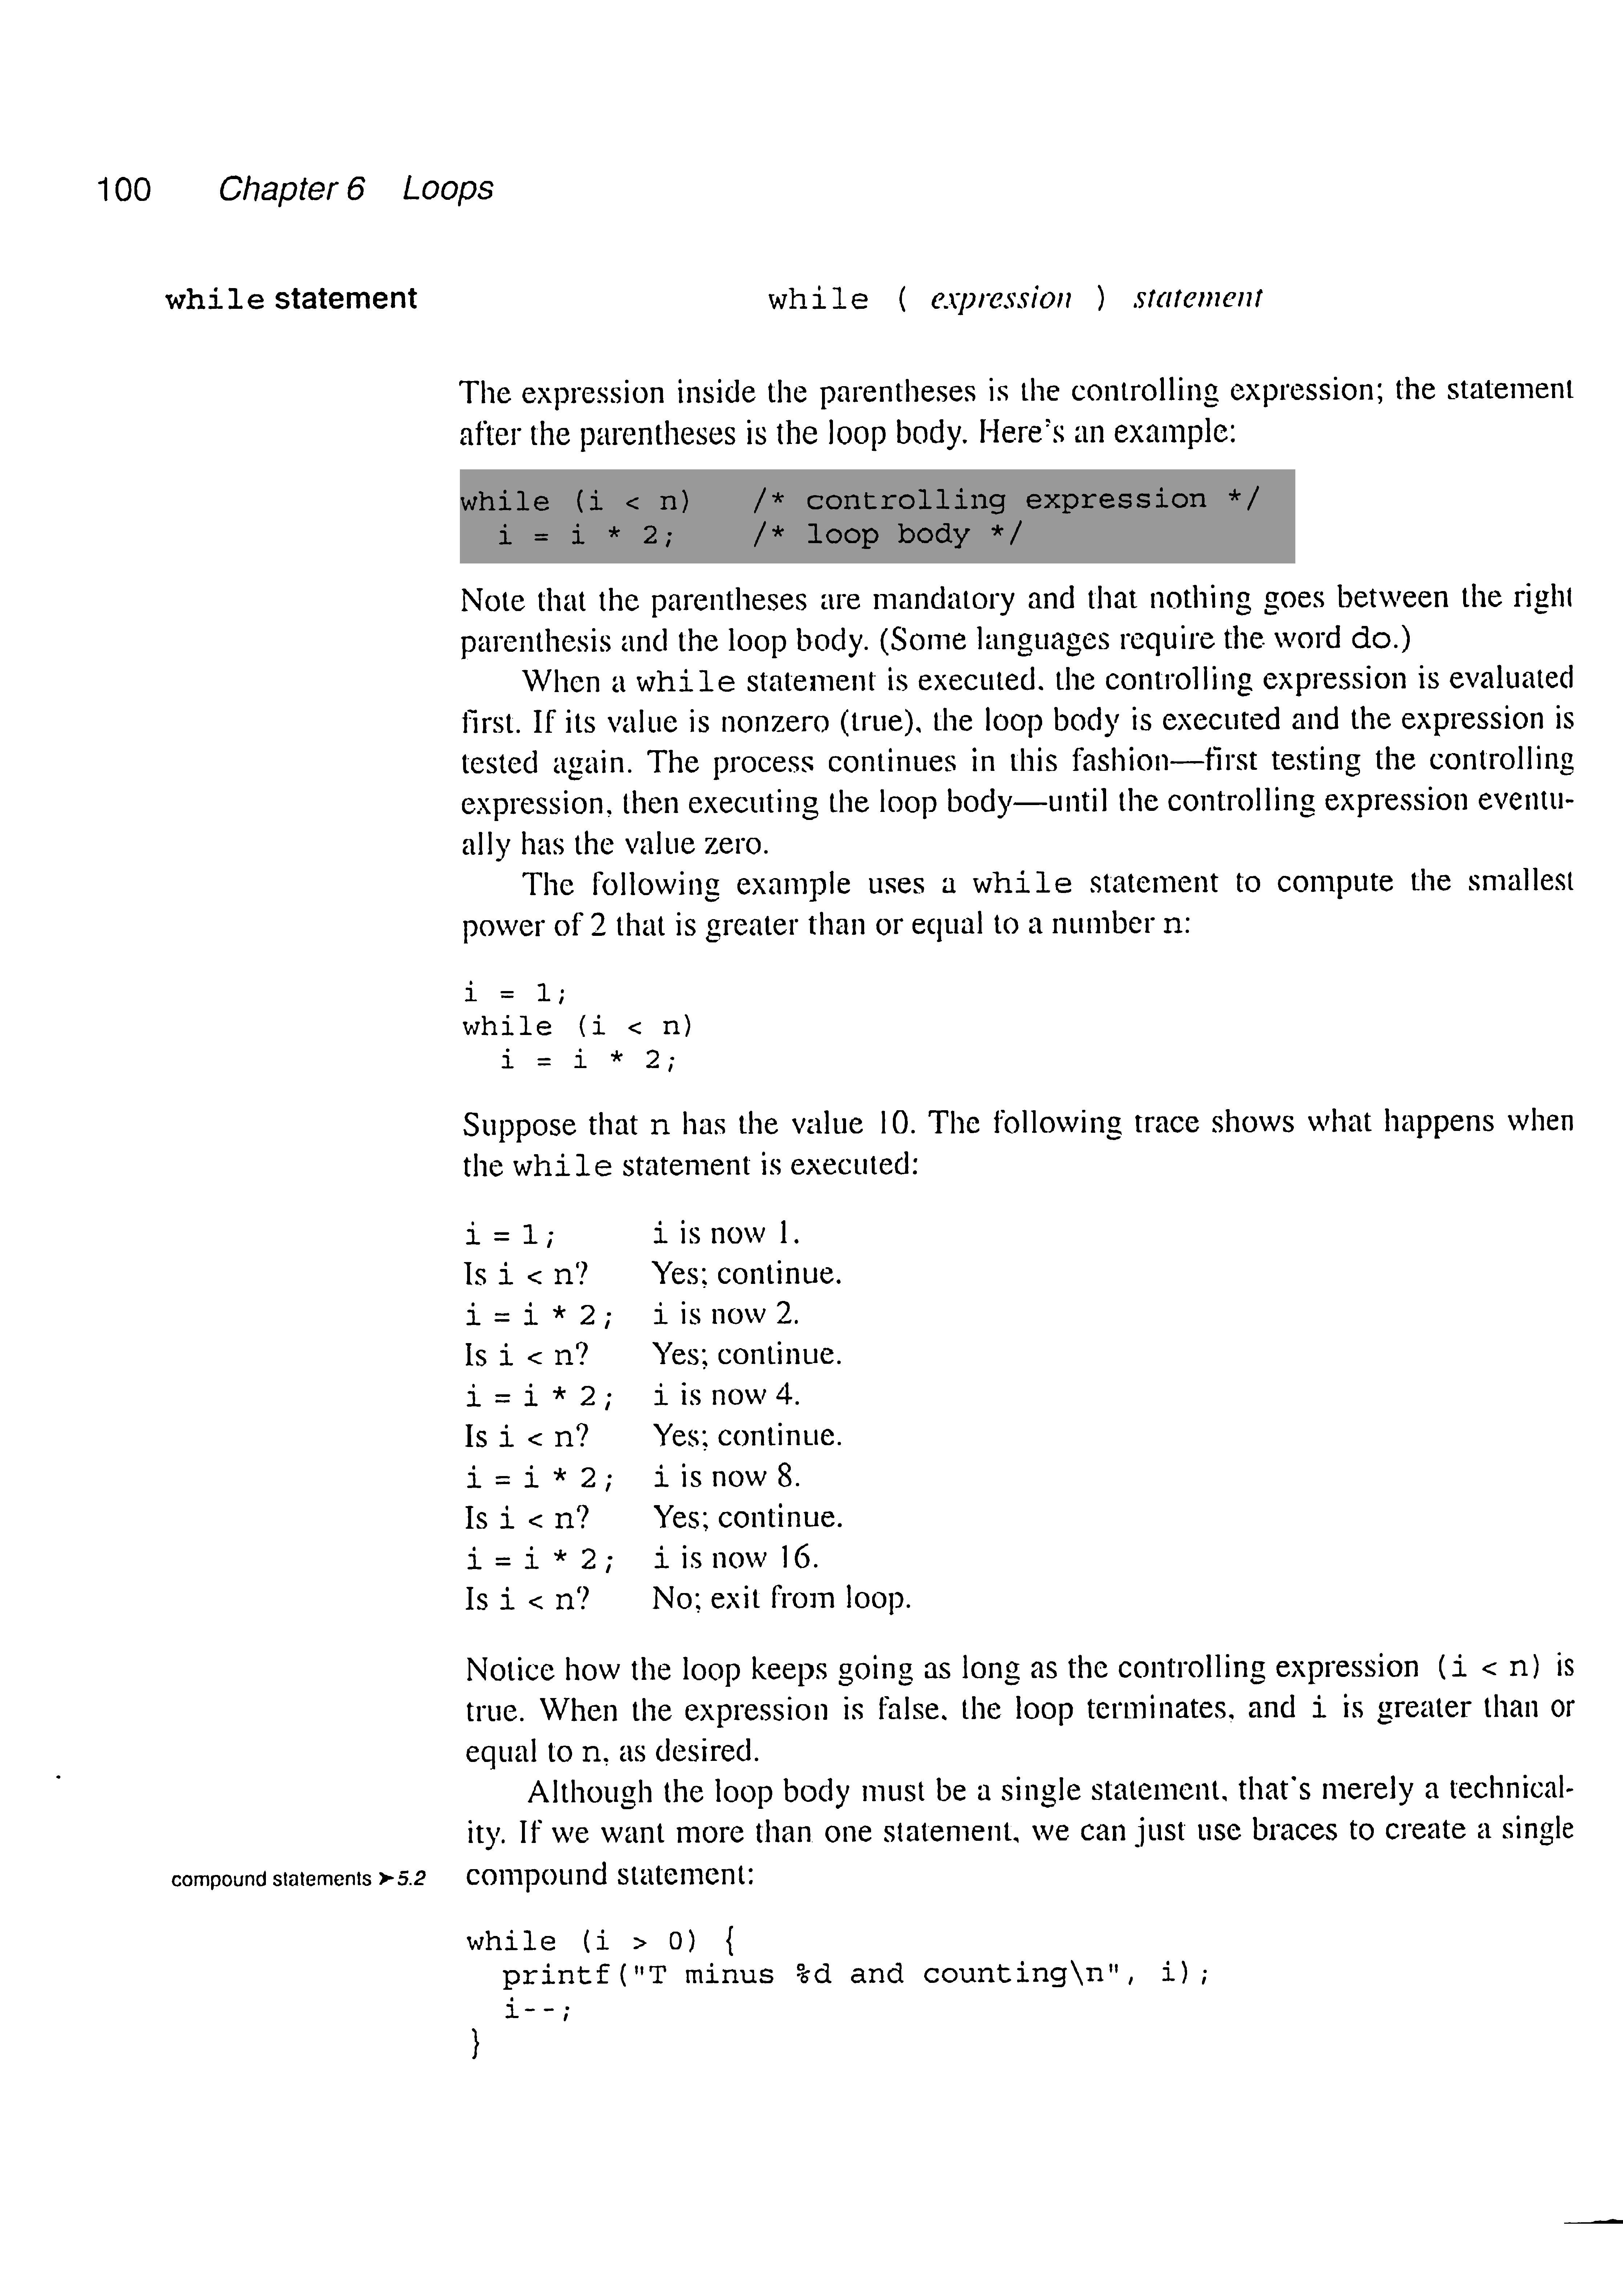 100 Chapter 6 Loops
while statement while ( expression ) statement
The expression inside the parentheses is the controlling expression; the statement
after the parentheses is the loop body. Here's an example:
while (i < n) /* controlling expression */
i = i * 2; /* loop body */
Note that the parentheses are mandatory and that nothing goes between the right
parenthesis and the loop body. (Some languages require the word do.)
When a while statement is executed, the controlling expression is evaluated
first. If its value is nonzero (true), the loop body is executed and the expression is
tested again. The process continues in this fashion—first testing the controlling
expression, then executing the loop body—until the controlling expression eventu-
ally has the value zero.
The following example uses a while statement to compute the smallest
power of 2 that is greater than or equal to a number n:
i = 1;
while (i < n)
i = i * 2;
Suppose that n has the value 10. The following trace shows what happens when
the while statement is executed:
i = 1; i is now 1.
Is i < n? Yes; continue.
i = i * 2; i is now 2.
Is i < n? Yes; continue.
i = i * 2; i is now 4.
Is i < n? Yes; continue.
i = i * 2; i is now 8.
Is i < n? Yes; continue.
i = i * 2; i is now 16.
Is i < n? No; exit from loop.
Notice how the loop keeps going as long as the controlling expression (i < n) is
true. When the expression is false, the loop terminates, and i is greater than or
equal to n, as desired.
Although the loop body must be a single statement, that's merely a technical-
ity. If we want more than one statement, we can just use braces to create a single
compound statements ➤5.2 compound statement:
while (i > 0) {
printf("T minus %d and counting\n", i);
i--;
}